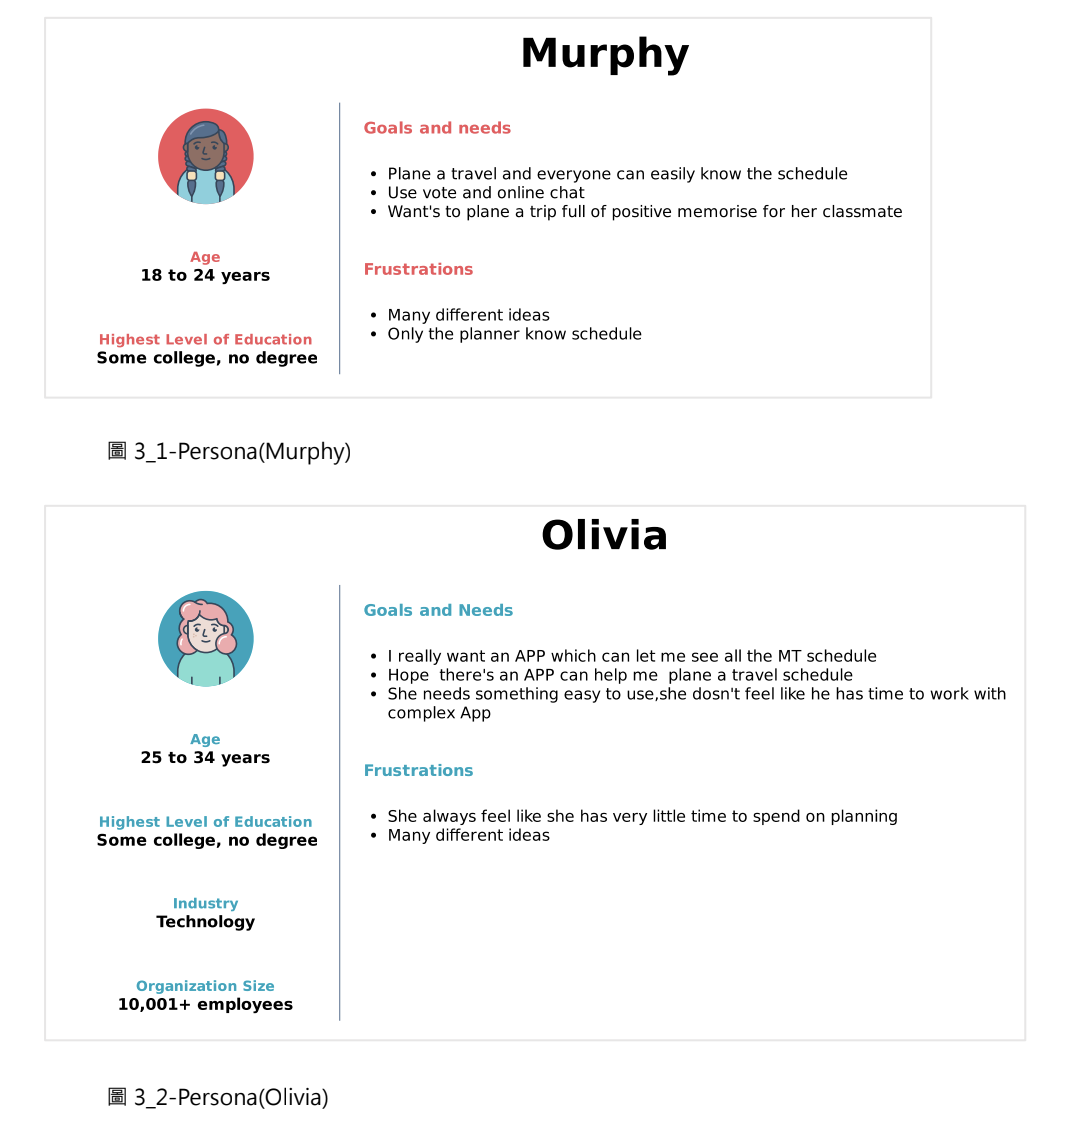 Murphy
Goals and needs
• Plane a travel and everyone can easily know the schedule
• Use vote and online chat
• Want's to plane a trip full of positive memorise for her classmate
Age
18 to 24 years
Frustrations
• Many different ideas
• Only the planner know schedule
Highest Level of Education
Some college, no degree
圖 3_1-Persona(Murphy)
Olivia
Goals and Needs
• I really want an APP which can let me see all the MT schedule
• Hope  there's an APP can help me  plane a travel schedule
• She needs something easy to use,she dosn't feel like he has time to work with
complex App
Age
25 to 34 years
Frustrations
• She always feel like she has very little time to spend on planning
• Many different ideas
Highest Level of Education
Some college, no degree
Industry
Technology
Organization Size
10,001+ employees
圖 3_2-Persona(Olivia)